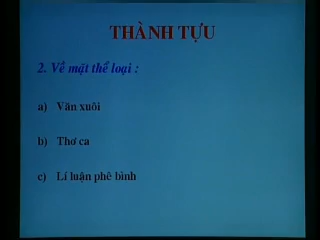 THÀNH TỰU
2. Về mặt thể loại :
a) Văn xuôi
b) Thơ ca
c) Lí luận phê bình